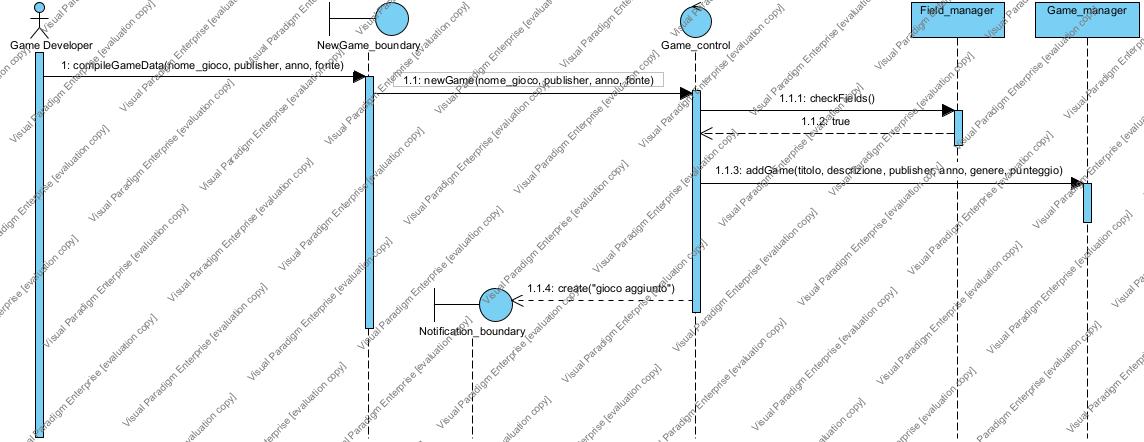 Game Developer
NewGame_boundary
Game_control
Field_manager
Game_manager
1: compileGameData(nome_gioco, publisher, anno, fonte)
1.1: newGame(nome_gioco, publisher, anno, fonte)
1.1.1: checkFields()
1.1.2: true
1.1.3: addGame(titolo, descrizione, publisher, anno, genere, punteggio)
1.1.4: create("gioco aggiunto")
Notification_boundary
Visual Paradigm Enterprise [evaluation copy]